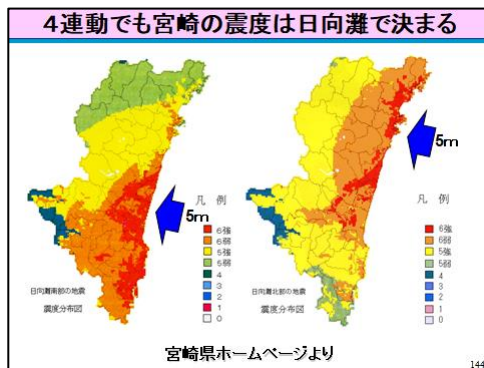 ４連動でも宮崎の震度は日向灘で決まる
5m
凡 例
6強
6弱
5強
5弱
4
3
2
1
0
日向灘南部の地震
震度分布図
5m
凡 例
6強
6弱
5強
5弱
4
3
2
1
0
日向灘北部の地震
震度分布図
宮崎県ホームページより
144